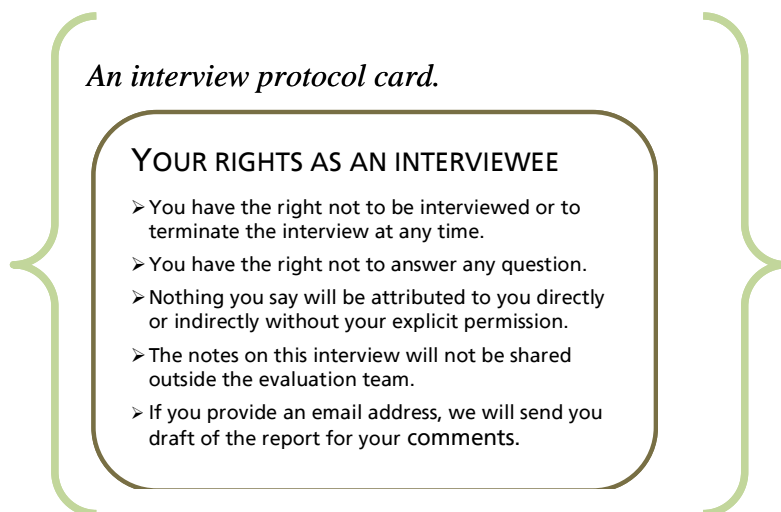 An interview protocol card.
YOUR RIGHTS AS AN INTERVIEWEE
➢ You have the right not to be interviewed or to
terminate the interview at any time.
➢ You have the right not to answer any question.
➢ Nothing you say will be attributed to you directly
or indirectly without your explicit permission.
➢ The notes on this interview will not be shared
outside the evaluation team.
➢ If you provide an email address, we will send you
draft of the report for your comments.